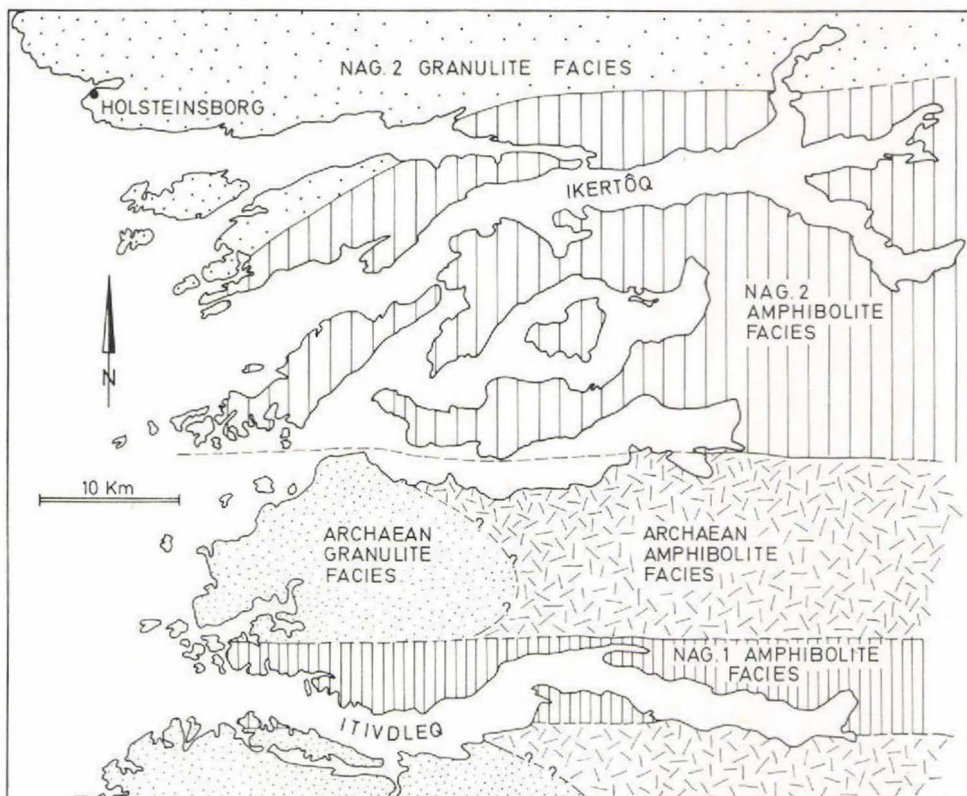 NAG.2 GRANULITE FACIES
HOLSTEINSBORG
IKERTÔQ
NAG.2
AMPHIBOLITE
FACIES
N
10 Km
?
ARCHAEAN
GRANULITE
FACIES
ARCHAEAN
AMPHIBOLITE
FACIES
?
?
NAG.1 AMPHIBOLITE
FACIES
ITIVDLEQ
?
?